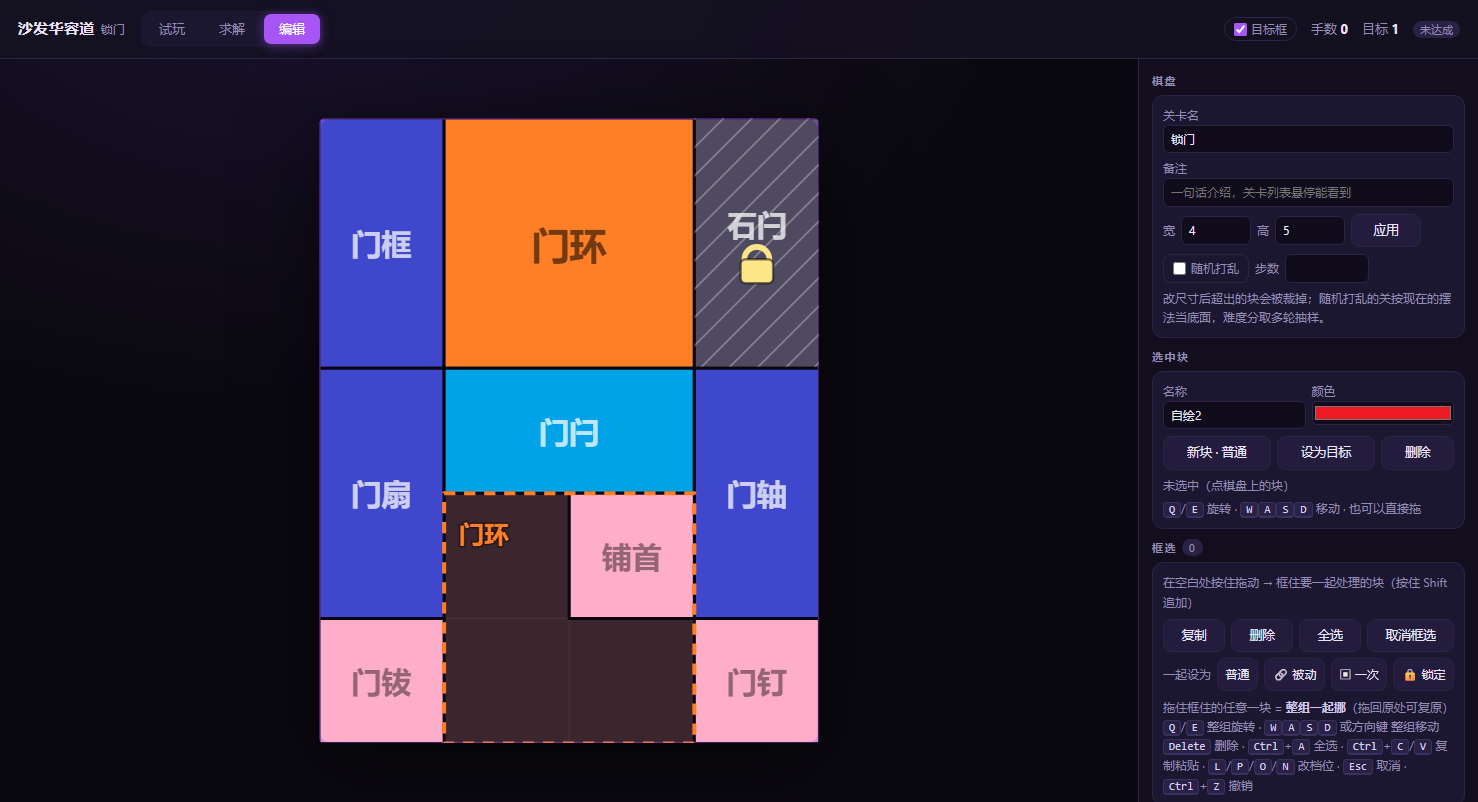 沙发华容道 锁门 试玩 求解 编辑 目标框 手数 0 目标 1 未达成
门框
门环
石闩
门扇
门闩
门轴
门环
铺首
门钹
门钉
棋盘
关卡名
锁门
备注
一句话介绍，关卡列表悬停能看到
宽 4 高 5 应用
随机打乱 步数
改尺寸后超出的块会被裁掉；随机打乱的关按现在的摆
法当底面，难度分取多轮抽样。
选中块
名称 颜色
自绘2
新块 · 普通 设为目标 删除
未选中（点棋盘上的块）
Q/E 旋转 · W A S D 移动 · 也可以直接拖
框选 0
在空白处按住拖动 → 框住要一起处理的块（按住 Shift
追加）
复制 删除 全选 取消框选
一起设为 普通 🔗 被动 ▣ 一次 🔒 锁定
拖住框住的任意一块 = 整组一起挪（拖回原处可复原）
Q/E 整组旋转 · W A S D 或方向键 整组移动
Delete 删除 · Ctrl+A 全选 · Ctrl+C/V 复
制粘贴 · L/P/O/N 改档位 · Esc 取消 ·
Ctrl+Z 撤销